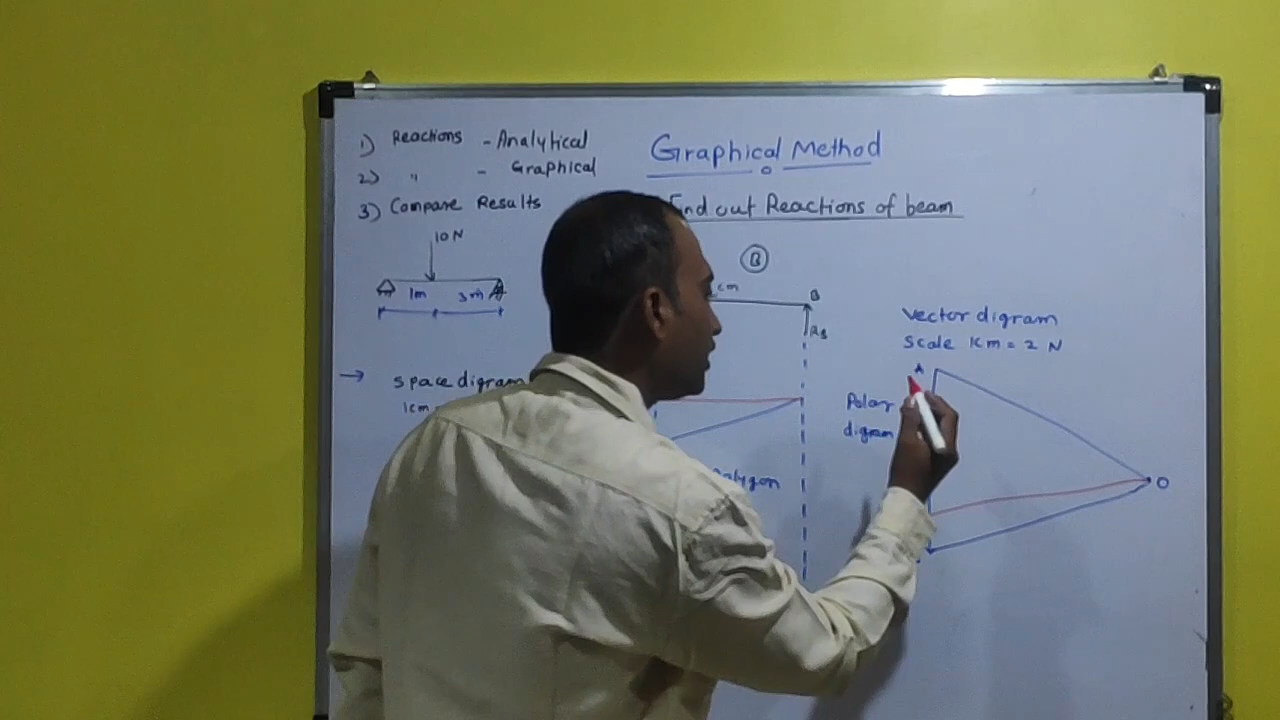 1) Reactions - Analytical
2) " - Graphical
3) Compare Results
Graphical Method
Find out Reactions of beam
10 N
1m 3m
B
cm
B
RB
Vector digram
Scale 1cm = 2 N
A
Polar
digram
O
→ Space digram
1cm